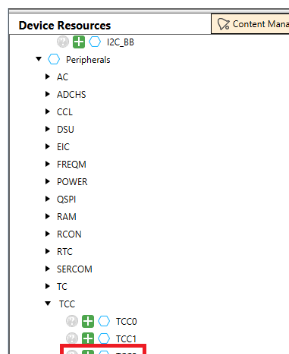 Device Resources
Content Mana
I2C_BB
Peripherals
AC
ADCHS
CCL
DSU
EIC
FREQM
POWER
QSPI
RAM
RCON
RTC
SERCOM
TC
TCC
TCC0
TCC1